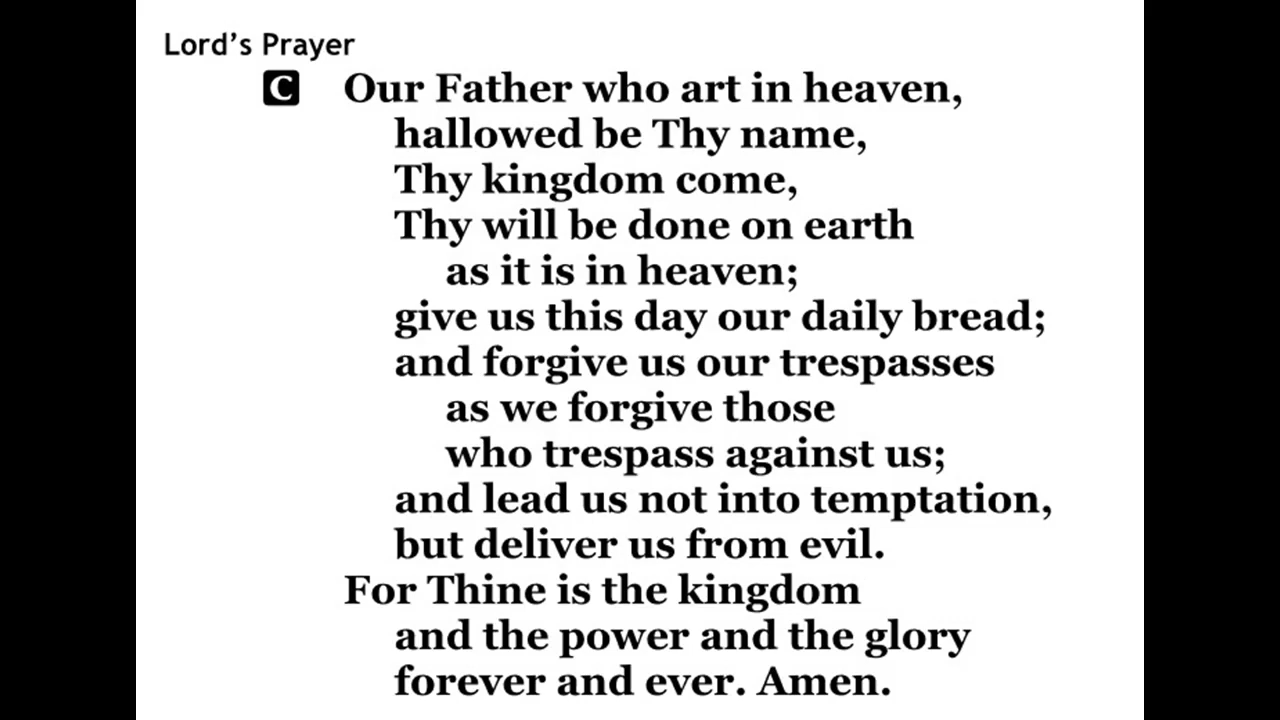 Lord's Prayer
C Our Father who art in heaven,
hallowed be Thy name,
Thy kingdom come,
Thy will be done on earth
as it is in heaven;
give us this day our daily bread;
and forgive us our trespasses
as we forgive those
who trespass against us;
and lead us not into temptation,
but deliver us from evil.
For Thine is the kingdom
and the power and the glory
forever and ever. Amen.